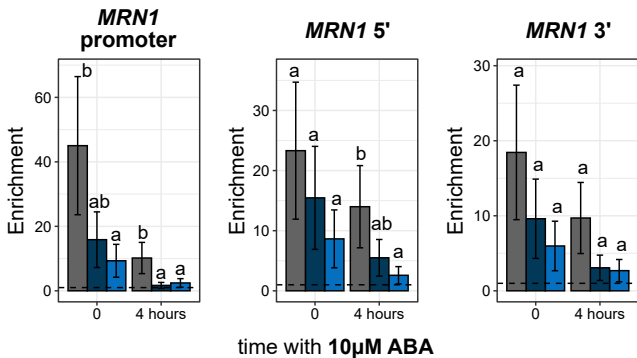 MRN1
promoter
Enrichment
60
40
20
0
b
ab
a
b
a
a
0
4 hours
MRN1 5'
Enrichment
30
20
10
0
a
a
a
b
ab
a
0
4 hours
MRN1 3'
Enrichment
30
20
10
0
a
a
a
a
a
a
0
4 hours
time with 10µM ABA